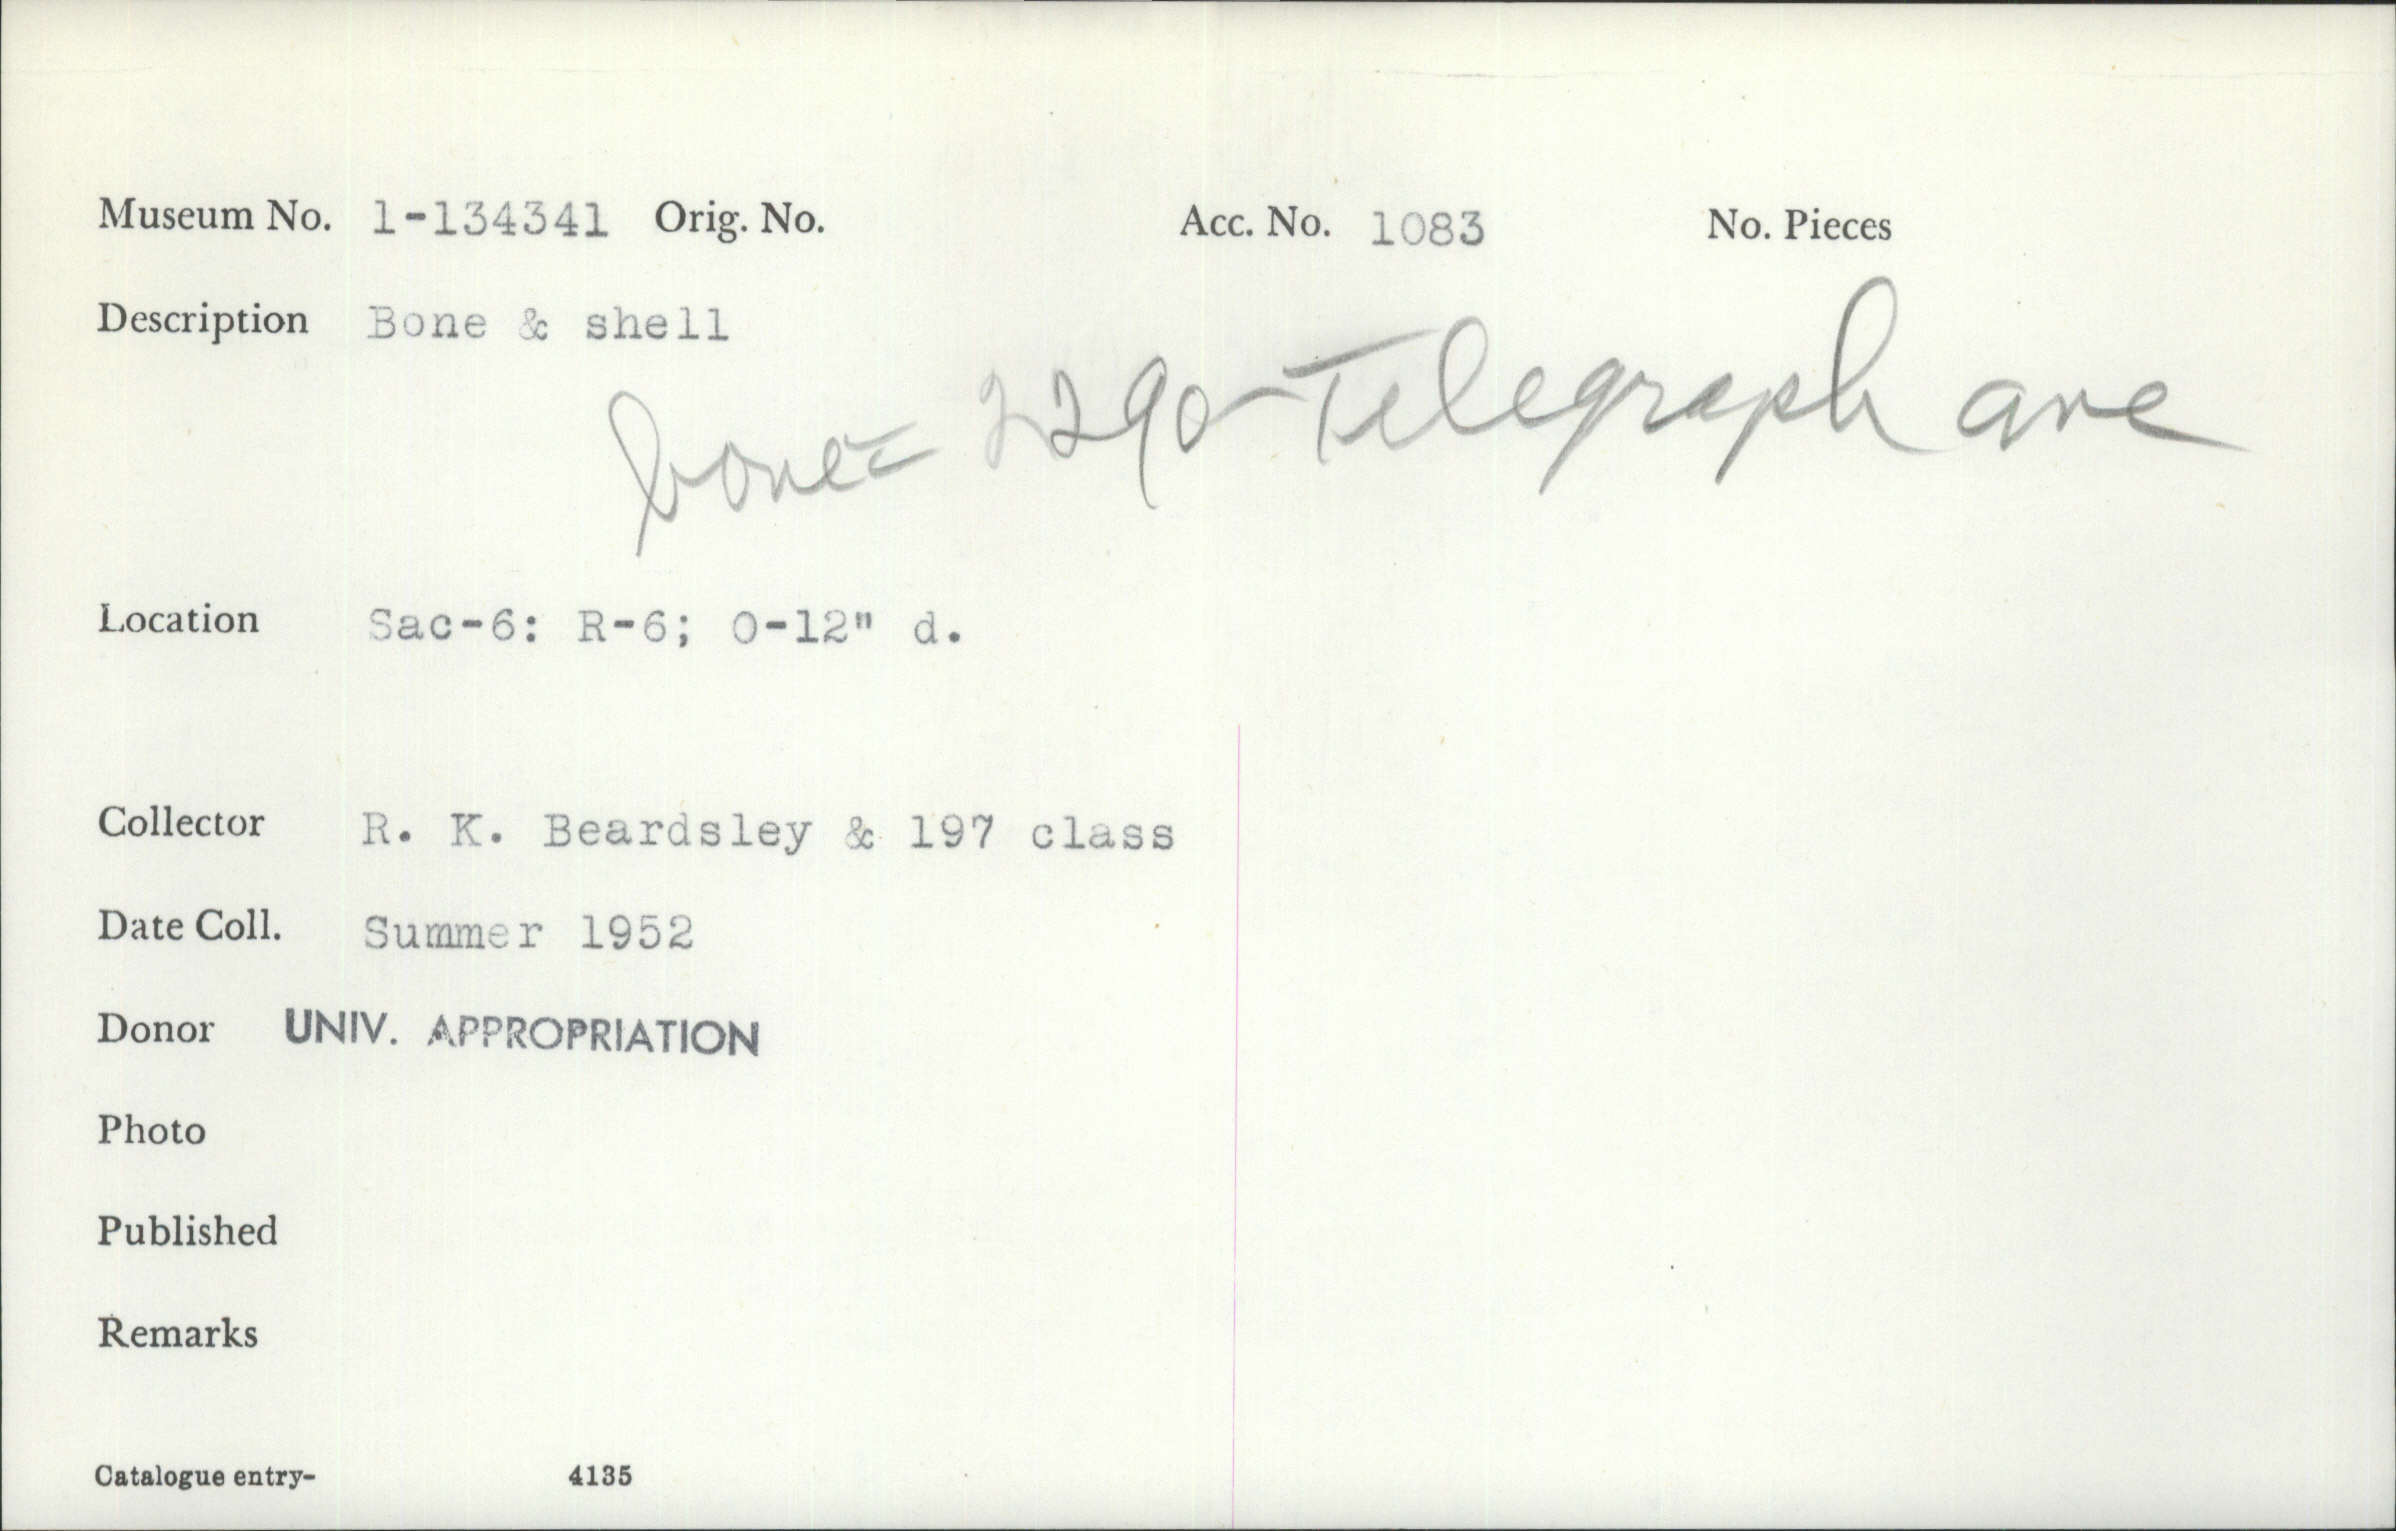 Museum No. 1-134341 Orig. No. Acc. No. 1083 No. Pieces
Description Bone & shell
bone = 2290 - Telegraph ave
Location Sac-6: R-6; 0-12" d.
Collector R. K. Beardsley & 197 class
Date Coll. Summer 1952
Donor UNIV. APPROPRIATION
Photo
Published
Remarks
Catalogue entry- 4135